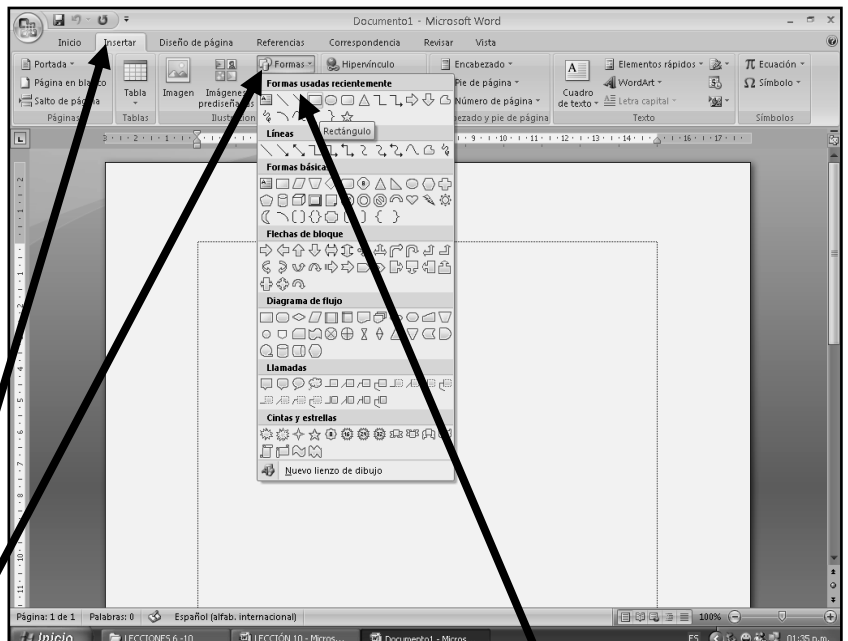 Documento1 - Microsoft Word
Inicio Insertar Diseño de página Referencias Correspondencia Revisar Vista
Portada Formas Hipervínculo Encabezado Elementos rápidos Ecuación
Página en blanco Pie de página WordArt Símbolo
Salto de página Tabla Imagen Imágenes prediseñadas Número de página Cuadro de texto Letra capital
Páginas Tablas Texto Símbolos
Formas usadas recientemente
Rectángulo
Líneas
Formas básicas
Flechas de bloque
Diagrama de flujo
Llamadas
Cintas y estrellas
Nuevo lienzo de dibujo
Página: 1 de 1 Palabras: 0 Español (alfab. internacional) 100%
Inicio LECCIONES 6 -10 LECCIÓN 10 - Micros... Documento1 - Micros... ES 01:35 p.m.